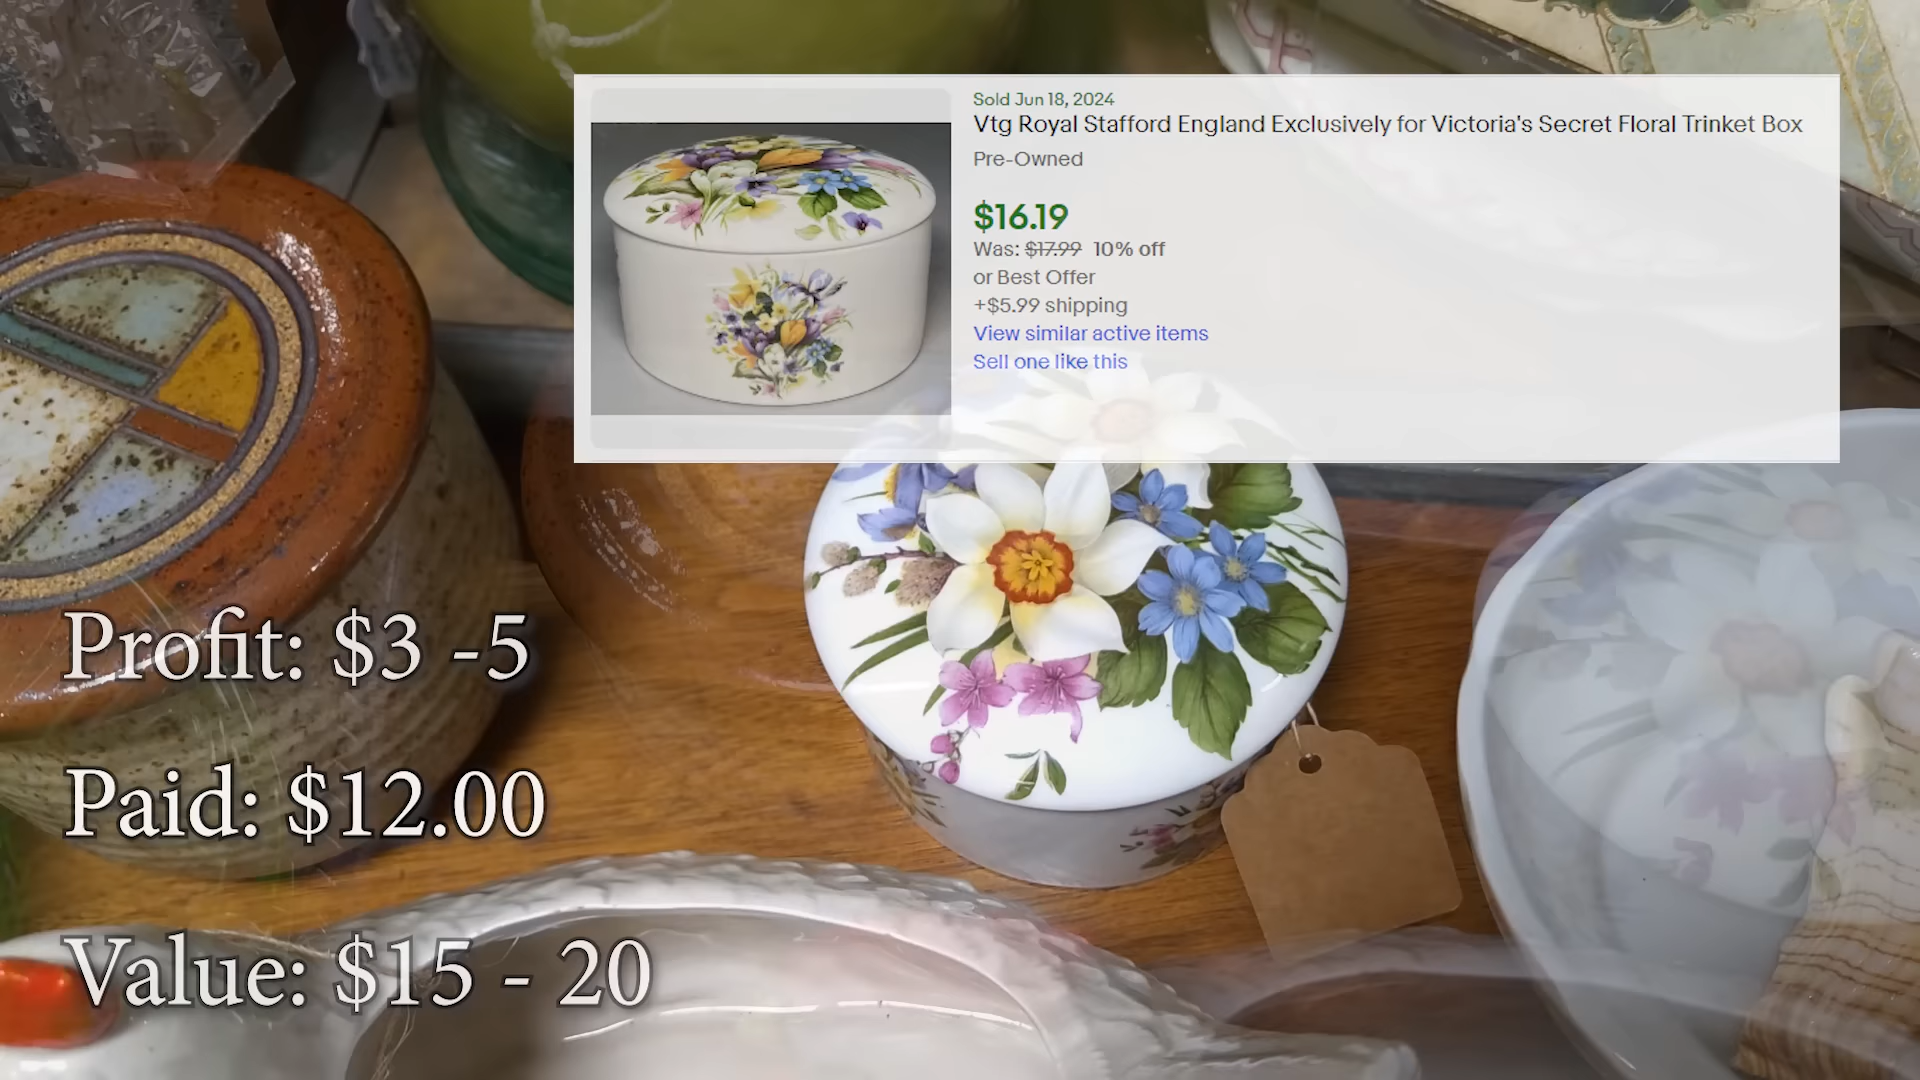 Sold Jun 18, 2024
Vtg Royal Stafford England Exclusively for Victoria's Secret Floral Trinket Box
Pre-Owned
$16.19
Was: $17.99 10% off
or Best Offer
+$5.99 shipping
View similar active items
Sell one like this
Profit: $3 -5
Paid: $12.00
Value: $15 - 20